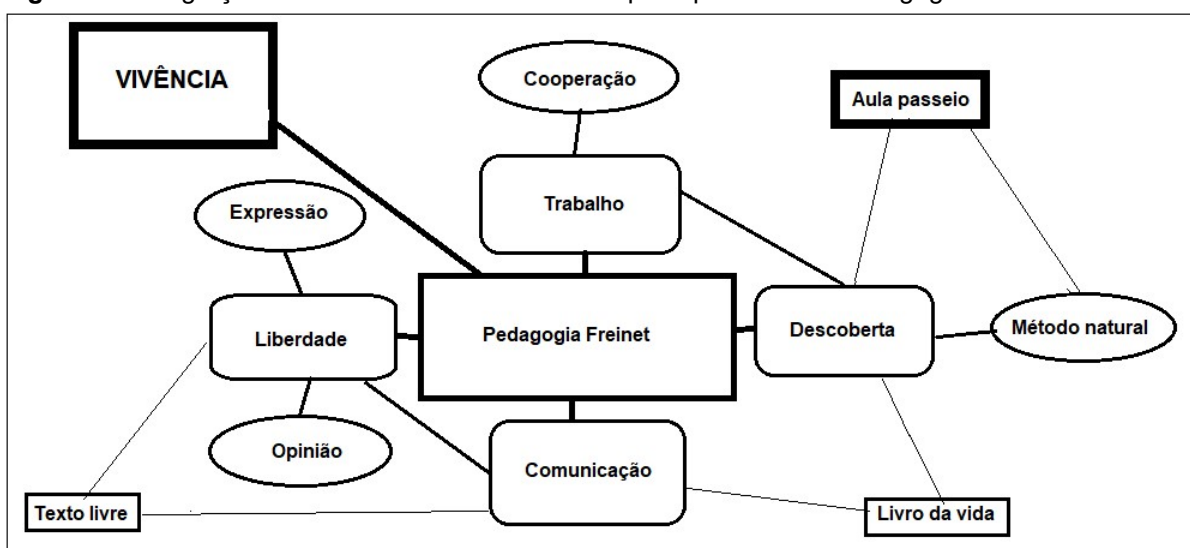 VIVÊNCIA
Cooperação
Aula passeio
Expressão
Trabalho
Liberdade
Pedagogia Freinet
Descoberta
Método natural
Opinião
Comunicação
Texto livre
Livro da vida